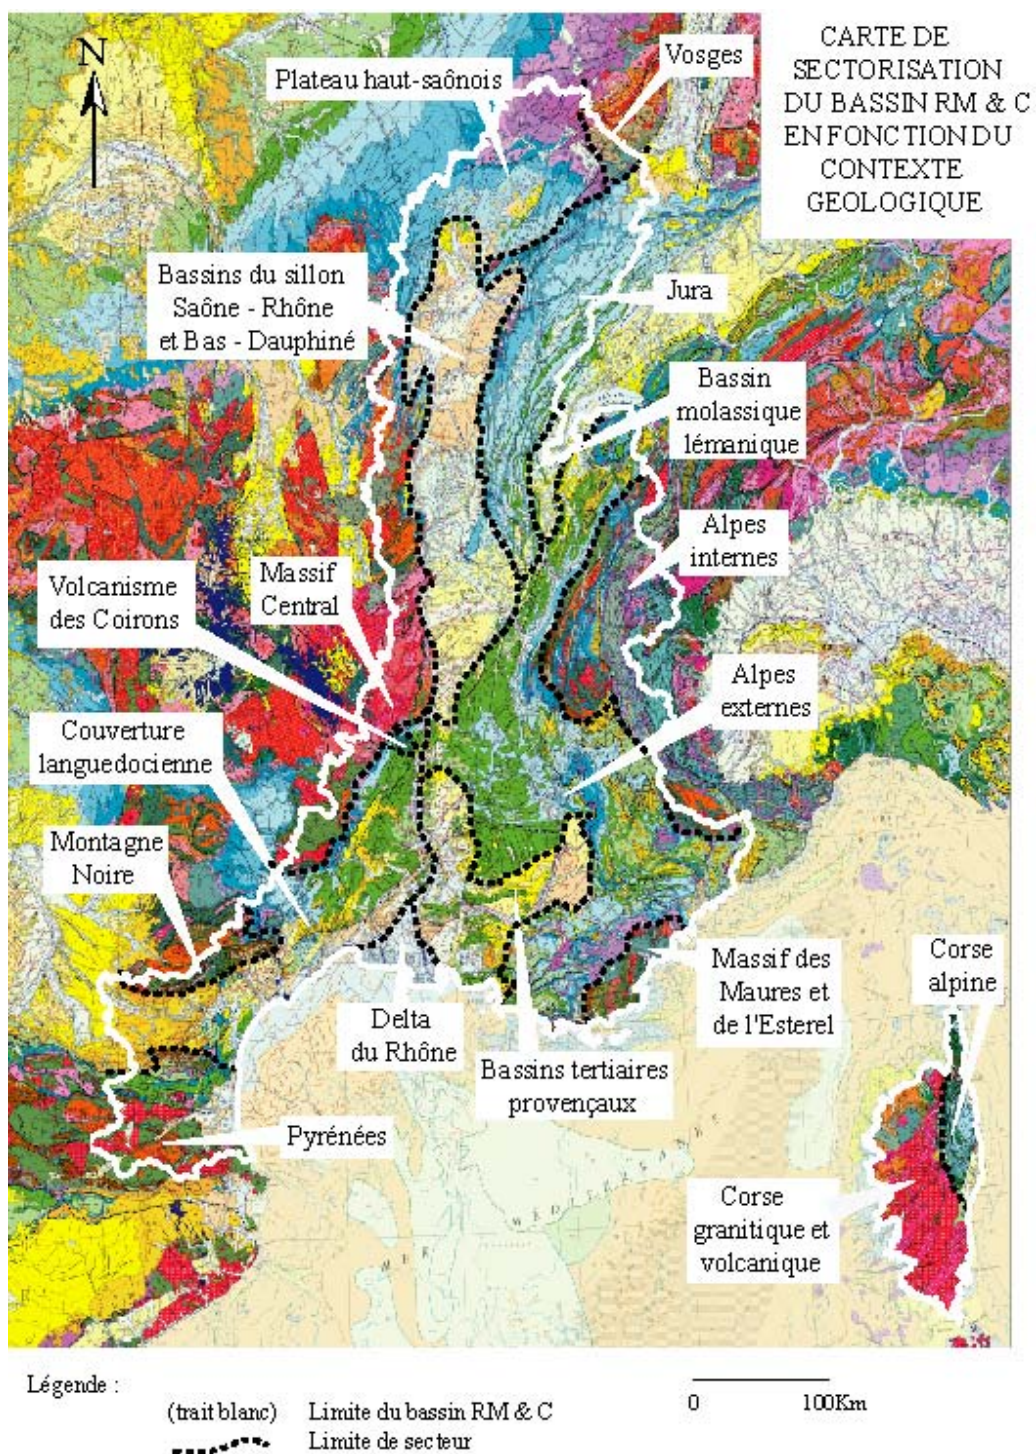 CARTE DE
SECTORISATION
DU BASSIN RM & C
EN FONCTION DU
CONTEXTE
GEOLOGIQUE
N
Vosges
Plateau haut-saônois
Bassins du sillon
Saône - Rhône
et Bas - Dauphiné
Jura
Bassin
molassique
lémanique
Alpes
internes
Volcanisme
des Coirons
Massif
Central
Alpes
externes
Couverture
languedocienne
Montagne
Noire
Massif des
Maures et
de l'Esterel
Corse
alpine
Delta
du Rhône
Bassins tertiaires
provençaux
Pyrénées
Corse
granitique et
volcanique
MER MÉDITERRANÉE
Légende :
(trait blanc) Limite du bassin RM & C
Limite de secteur
0 100Km